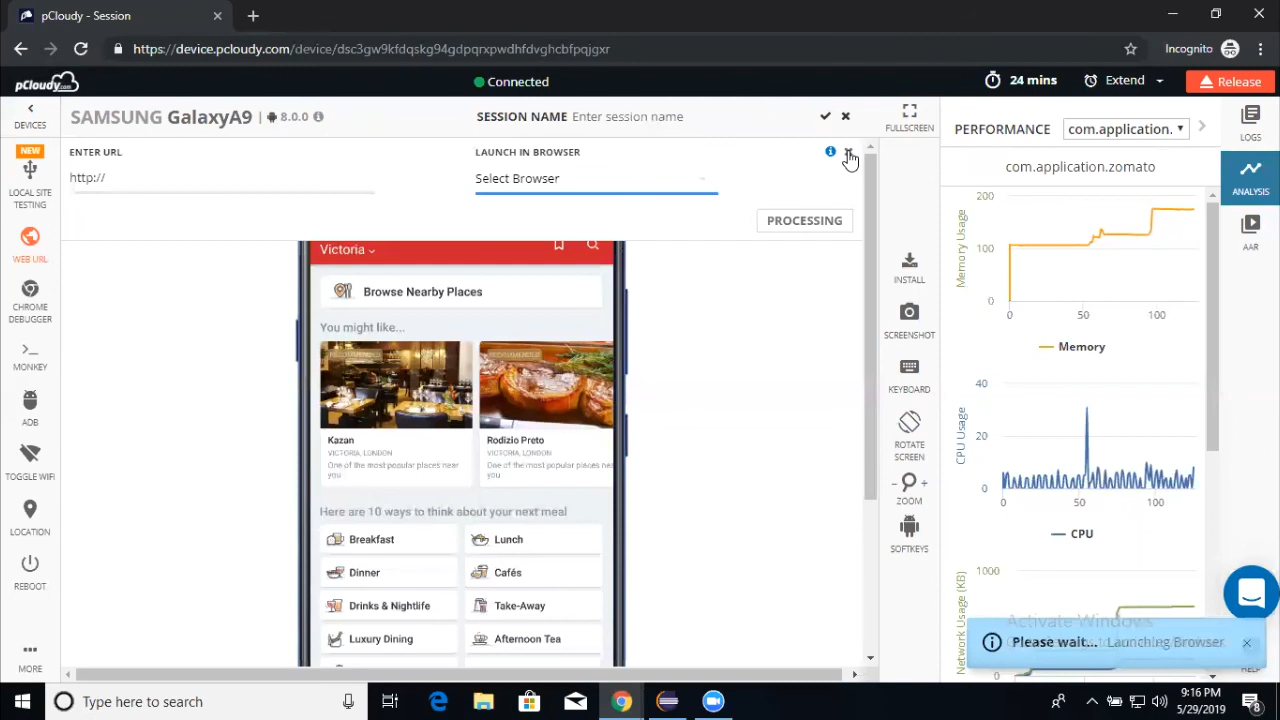 pCloudy - Session
https://device.pcloudy.com/device/dsc3gw9kfdqskg94gdpqrxpwdhfdvghcbfpqjgxr
Incognito
pCloudy.com
Connected
24 mins
Extend
Release
DEVICES
SAMSUNG GalaxyA9 | 8.0.0
SESSION NAME Enter session name
FULLSCREEN
PERFORMANCE
com.application.
LOGS
NEW
LOCAL SITE
TESTING
WEB URL
CHROME
DEBUGGER
MONKEY
ADB
TOGGLE WIFI
LOCATION
REBOOT
MORE
ENTER URL
http://
LAUNCH IN BROWSER
Select Browser
PROCESSING
Victoria
Browse Nearby Places
You might like...
Kazan
VICTORIA, LONDON
One of the most popular places near
you
Rodizio Preto
VICTORIA, LONDON
One of the most popular places nea
you
Here are 10 ways to think about your next meal
Breakfast
Lunch
Dinner
Cafés
Drinks & Nightlife
Take-Away
Luxury Dining
Afternoon Tea
INSTALL
SCREENSHOT
KEYBOARD
ROTATE
SCREEN
- +
ZOOM
SOFTKEYS
com.application.zomato
Memory Usage
200
100
0
0 50 100
Memory
CPU Usage
40
20
0
0 50 100
CPU
Network Usage (KB)
1000
0
ANALYSIS
AAR
HELP
Activate Windows
Please wait... Launching Browser
Type here to search
9:16 PM
5/29/2019
8